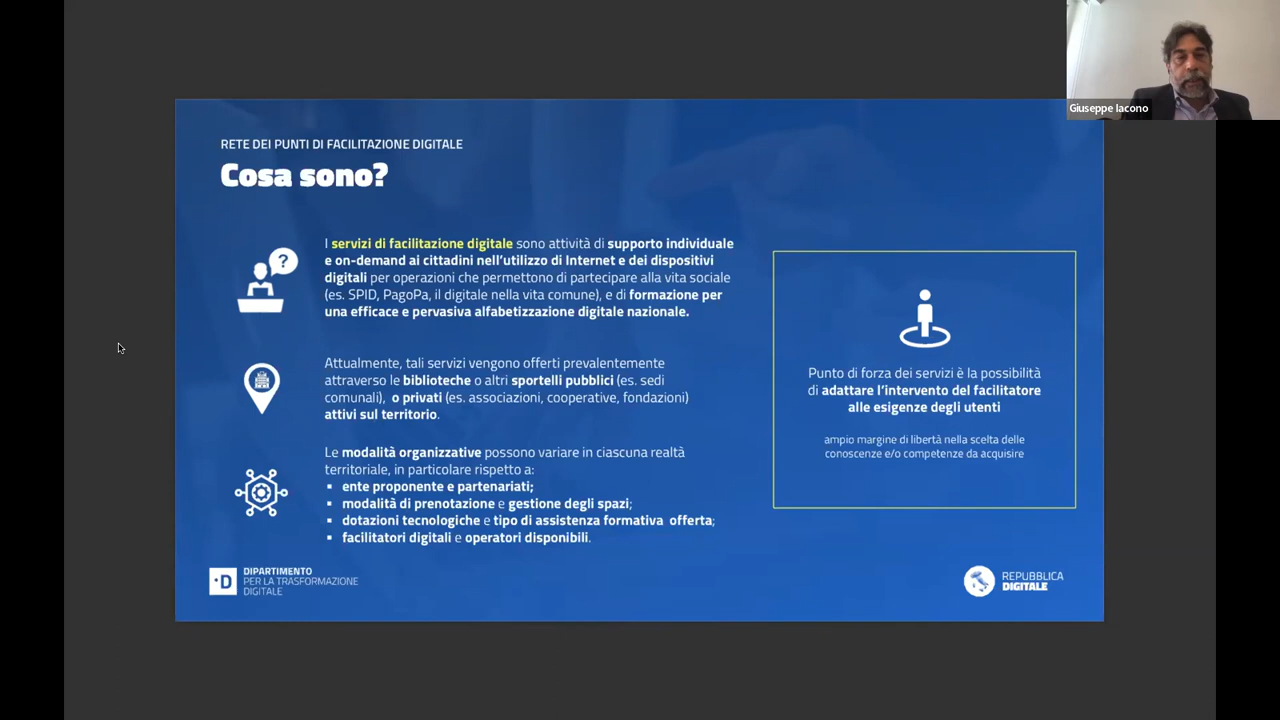 Giuseppe Iacono
RETE DEI PUNTI DI FACILITAZIONE DIGITALE
Cosa sono?
?
I servizi di facilitazione digitale sono attività di supporto individuale
e on-demand ai cittadini nell'utilizzo di Internet e dei dispositivi
digitali per operazioni che permettono di partecipare alla vita sociale
(es. SPID, PagoPa, il digitale nella vita comune), e di formazione per
una efficace e pervasiva alfabetizzazione digitale nazionale.
Attualmente, tali servizi vengono offerti prevalentemente
attraverso le biblioteche o altri sportelli pubblici (es. sedi
comunali), o privati (es. associazioni, cooperative, fondazioni)
attivi sul territorio.
Le modalità organizzative possono variare in ciascuna realtà
territoriale, in particolare rispetto a:
▪ ente proponente e partenariati;
▪ modalità di prenotazione e gestione degli spazi;
▪ dotazioni tecnologiche e tipo di assistenza formativa offerta;
▪ facilitatori digitali e operatori disponibili.
Punto di forza dei servizi è la possibilità
di adattare l'intervento del facilitatore
alle esigenze degli utenti
ampio margine di libertà nella scelta delle
conoscenze e/o competenze da acquisire
·D
DIPARTIMENTO
PER LA TRASFORMAZIONE
DIGITALE
REPUBBLICA
DIGITALE